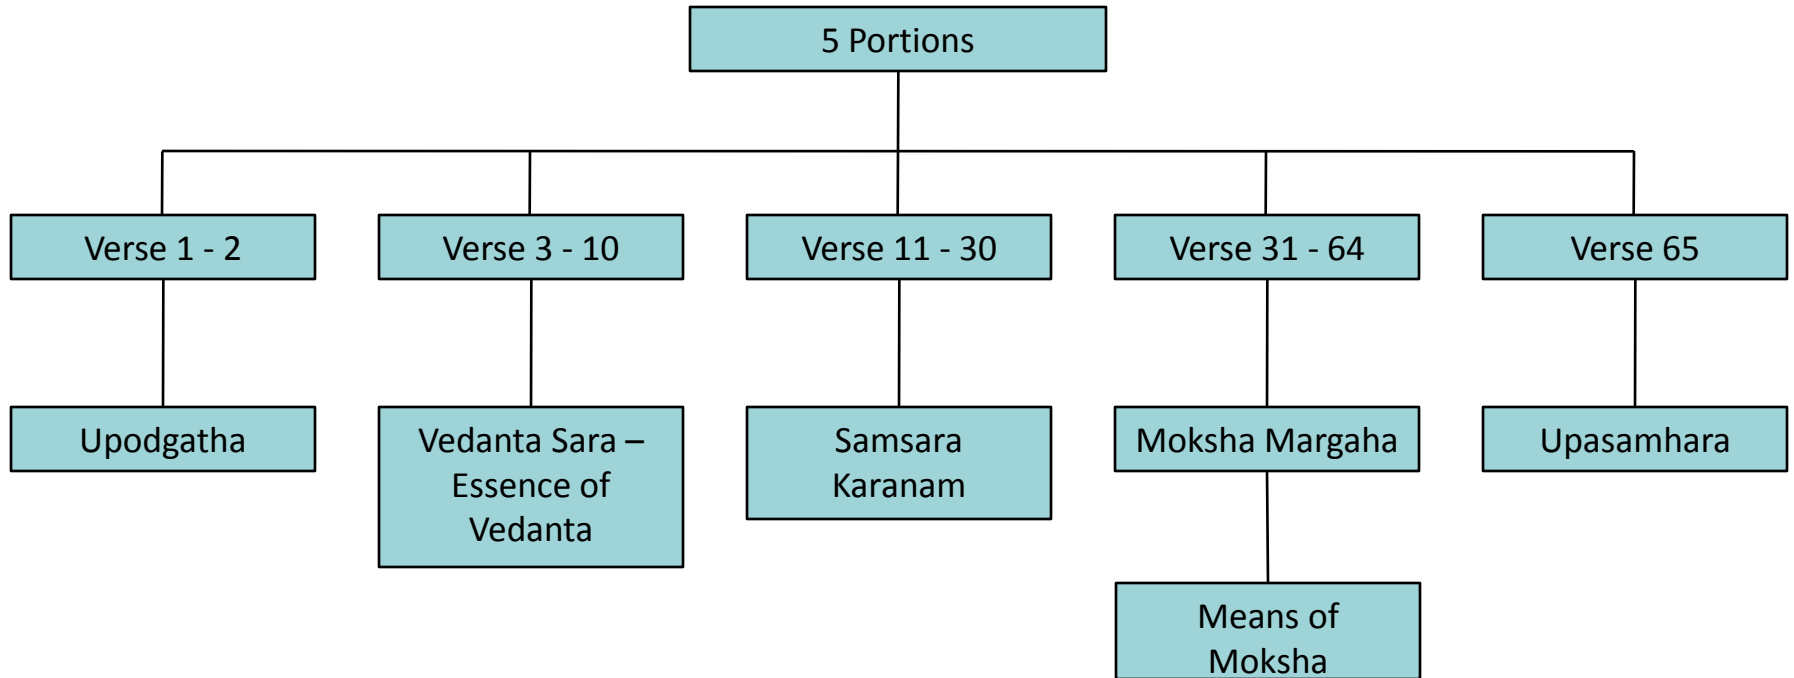 5 Portions
Verse 1 - 2
Verse 3 - 10
Verse 11 - 30
Verse 31 - 64
Verse 65
Upodgatha
Vedanta Sara –
Essence of
Vedanta
Samsara
Karanam
Moksha Margaha
Upasamhara
Means of
Moksha